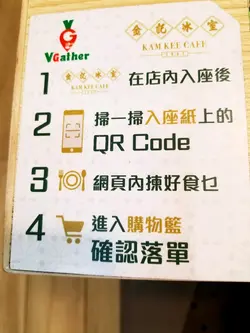 VGather
金記冰室
KAM KEE CAFE
1 金記冰室 KAM KEE CAFE 在店內入座後
2 掃一掃入座紙上的
QR Code
3 網頁內揀好食乜
4 進入購物籃
確認落單